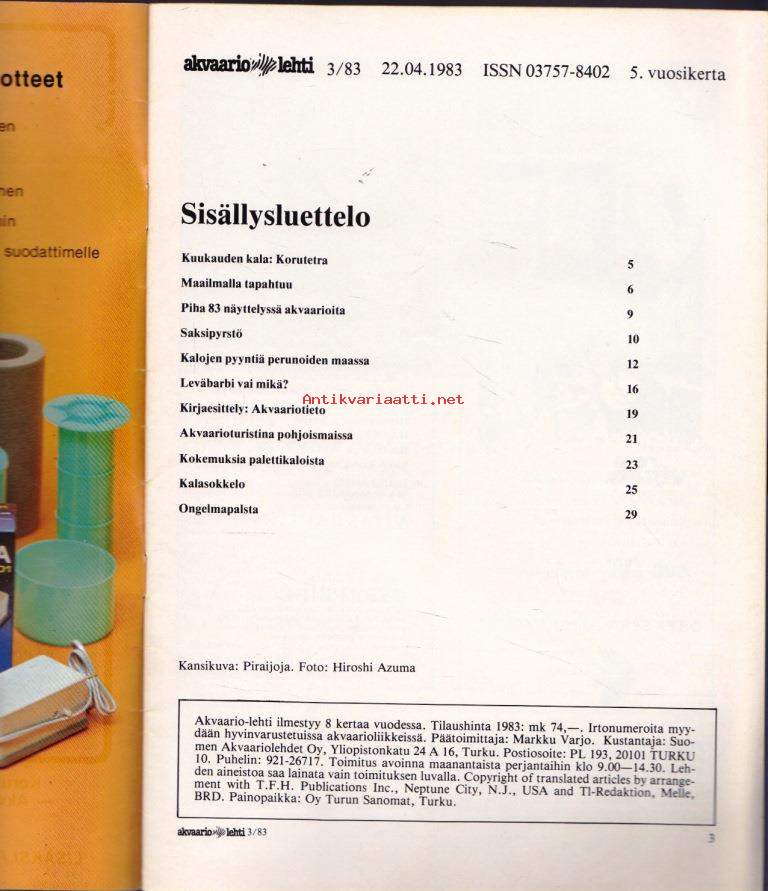 otteet
en
nen
in
suodattimelle
A
akvaario lehti 3/83 22.04.1983 ISSN 03757-8402 5. vuosikerta
Sisällysluettelo
Kuukauden kala: Korutetra 5
Maailmalla tapahtuu 6
Piha 83 näyttelyssä akvaarioita 9
Saksipyrstö 10
Kalojen pyyntiä perunoiden maassa 12
Leväbarbi vai mikä? 16
Antikvariaatti.net
Kirjaesittely: Akvaariotieto 19
Akvaarioturistina pohjoismaissa 21
Kokemuksia palettikaloista 23
Kalasokkelo 25
Ongelmapalsta 29
Kansikuva: Piraijoja. Foto: Hiroshi Azuma
Akvaario-lehti ilmestyy 8 kertaa vuodessa. Tilaushinta 1983: mk 74,—. Irtonumeroita myy-
dään hyvinvarustetuissa akvaarioliikkeissä. Päätoimittaja: Markku Varjo. Kustantaja: Suo-
men Akvaariolehdet Oy, Yliopistonkatu 24 A 16, Turku. Postiosoite: PL 193, 20101 TURKU
10. Puhelin: 921-26717. Toimitus avoinna maanantaista perjantaihin klo 9.00—14.30. Leh-
den aineistoa saa lainata vain toimituksen luvalla. Copyright of translated articles by arrange-
ment with T.F.H. Publications Inc., Neptune City, N.J., USA and TI-Redaktion, Melle,
BRD. Painopaikka: Oy Turun Sanomat, Turku.
akvaario lehti 3/83
3